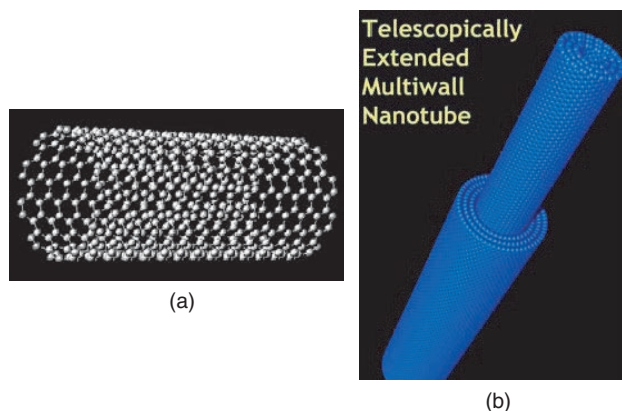 Telescopically
Extended
Multiwall
Nanotube
(a)
(b)